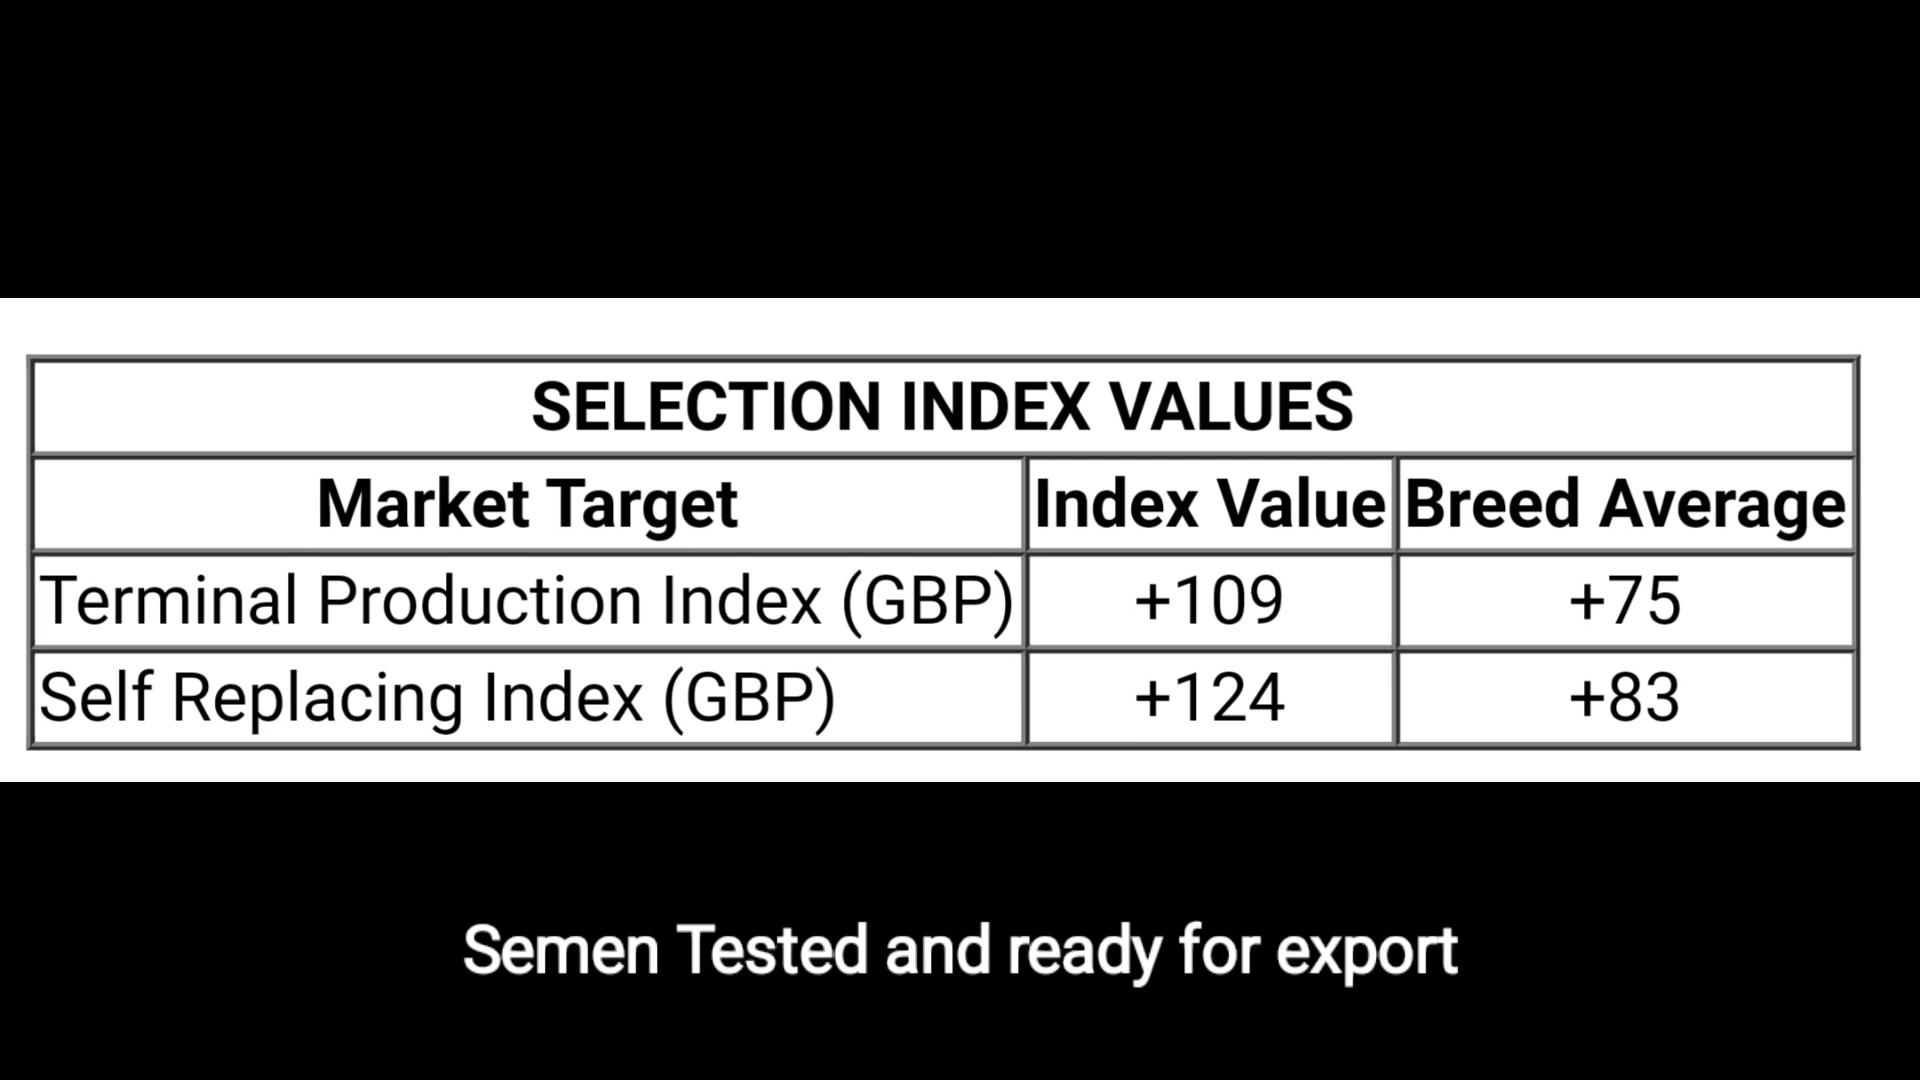 SELECTION INDEX VALUES
Market Target Index Value Breed Average
Terminal Production Index (GBP) +109 +75
Self Replacing Index (GBP) +124 +83
Semen Tested and ready for export